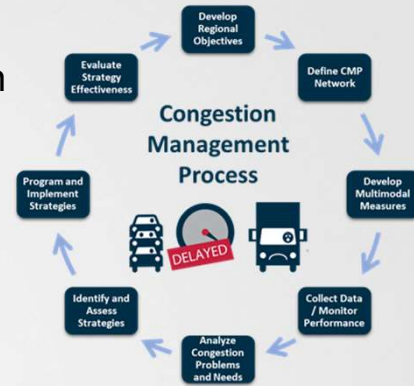 Develop
Regional
Objectives
Define CMP
Network
Develop
Multimodal
Measures
Collect Data
/ Monitor
Performance
Analyze
Congestion
Problems
and Needs
Identify and
Assess
Strategies
Program and
Implement
Strategies
Evaluate
Strategy
Effectiveness
Congestion
Management
Process
DELAYED